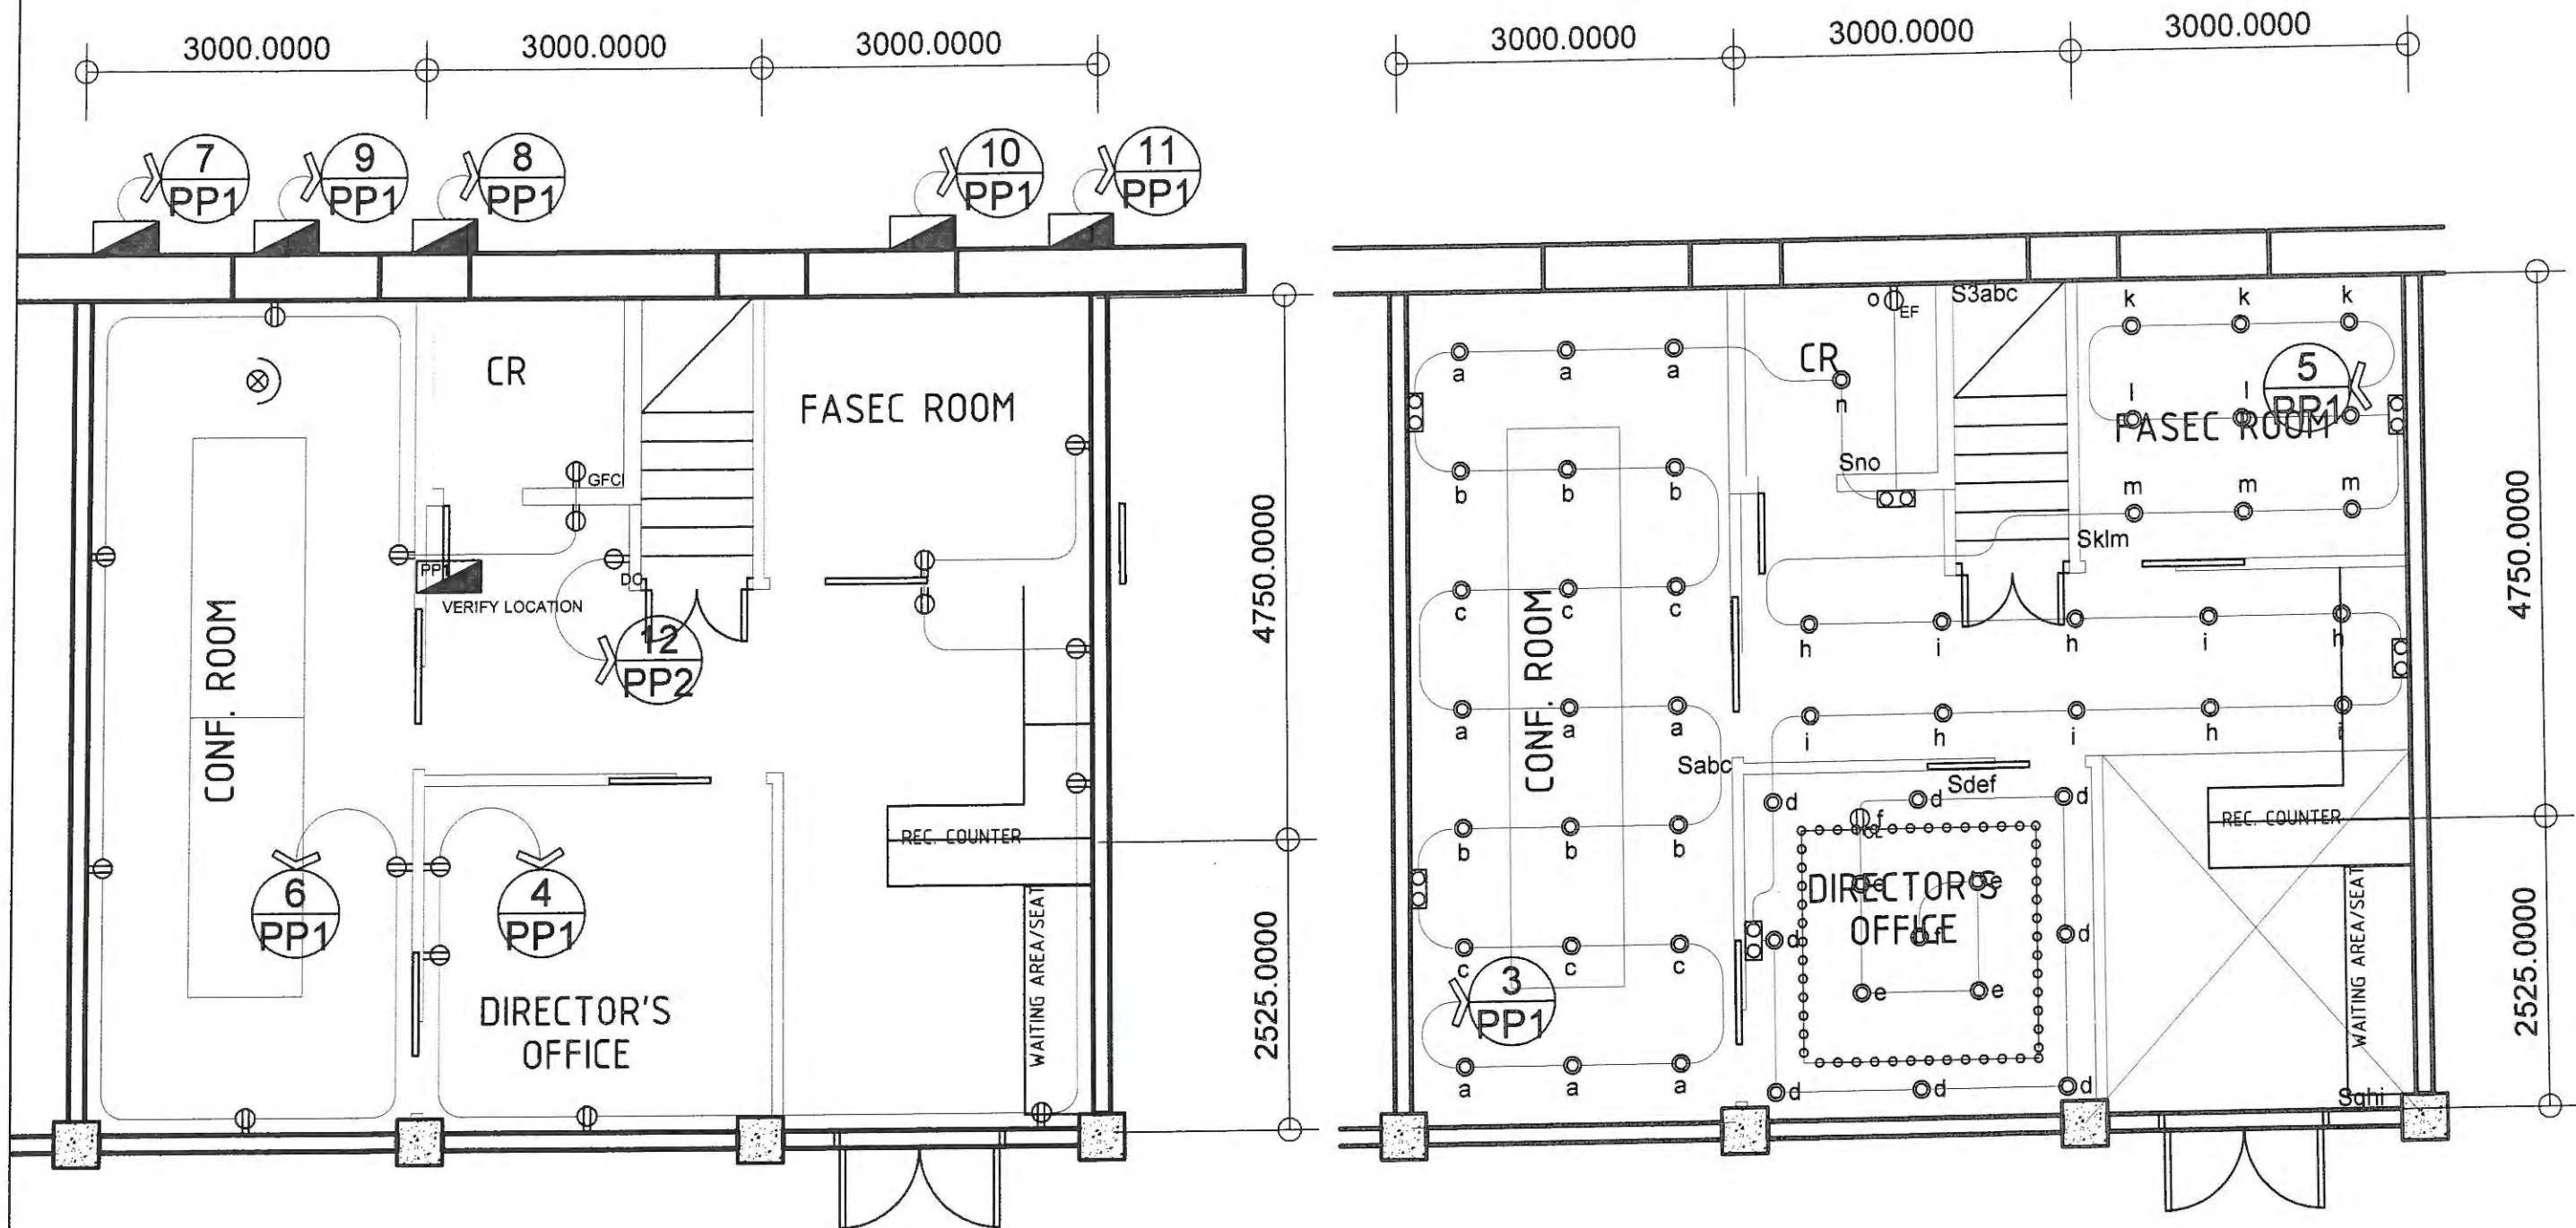 3000.0000
3000.0000
3000.0000
7
PP1
9
PP1
8
PP1
10
PP1
11
PP1
CR
FASEC ROOM
GFCI
PP1
VERIFY LOCATION
12
PP2
CONF. ROOM
4750.0000
REC. COUNTER
6
PP1
4
PP1
DIRECTOR'S
OFFICE
WAITING AREA/SEAT
2525.0000
3000.0000
3000.0000
3000.0000
o
EF
S3abc
k
k
k
CR
a
a
a
n
5
PP1
l
l
FASEC ROOM
Sno
b
b
b
m
m
m
Sklm
c
c
c
h
i
h
i
h
CONF. ROOM
4750.0000
a
a
a
i
h
i
h
i
Sabc
Sdef
d
d
d
f
REC. COUNTER
b
b
b
e
e
DIRECTOR'S
OFFICE
d
f
d
c
c
c
3
PP1
e
e
WAITING AREA/SEAT
2525.0000
a
a
a
d
d
d